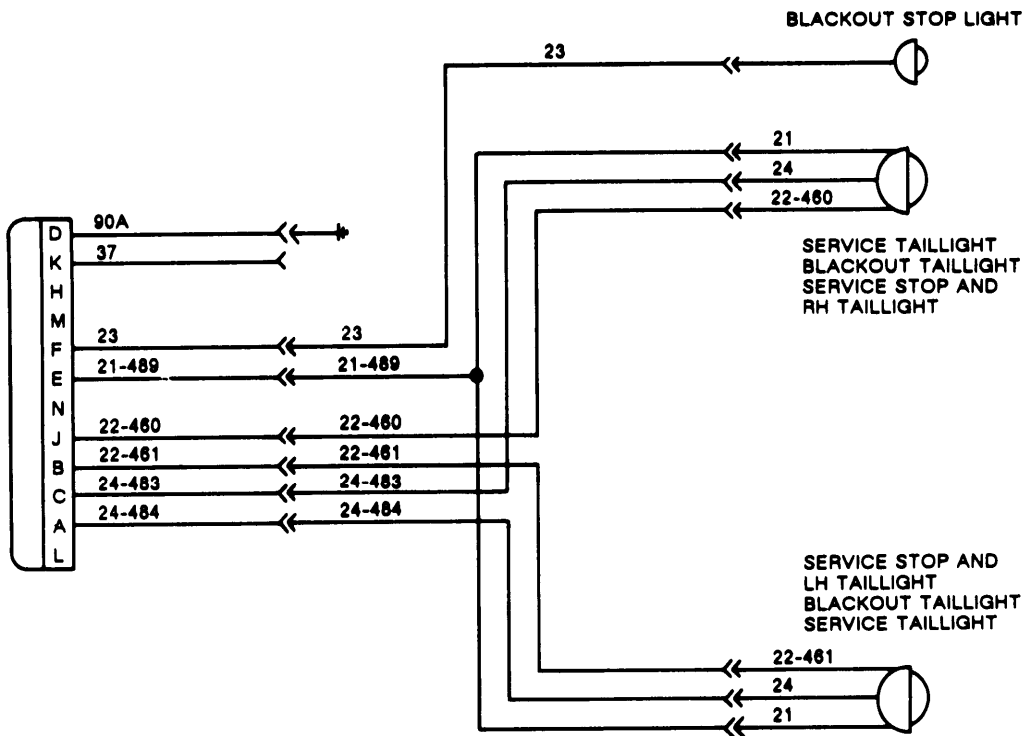 BLACKOUT STOP LIGHT
23
21
24
22-460
SERVICE TAILLIGHT
BLACKOUT TAILLIGHT
SERVICE STOP AND
RH TAILLIGHT
D 90A
K 37
H
M
F 23 23
E 21-489 21-489
N
J 22-460 22-460
B 22-461 22-461
C 24-483 24-483
A 24-484 24-484
L
SERVICE STOP AND
LH TAILLIGHT
BLACKOUT TAILLIGHT
SERVICE TAILLIGHT
22-461
24
21